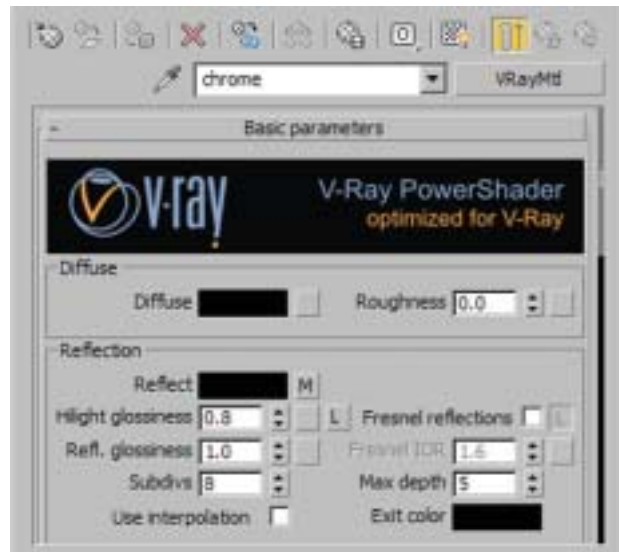 chrome VRayMtl
- Basic parameters
v·ray V-Ray PowerShader
optimized for V-Ray
Diffuse
Diffuse Roughness 0.0
Reflection
Reflect M
Hilight glossiness 0.8 L Fresnel reflections L
Refl. glossiness 1.0 Fresnel IOR 1.6
Subdivs 8 Max depth 5
Use interpolation Exit color